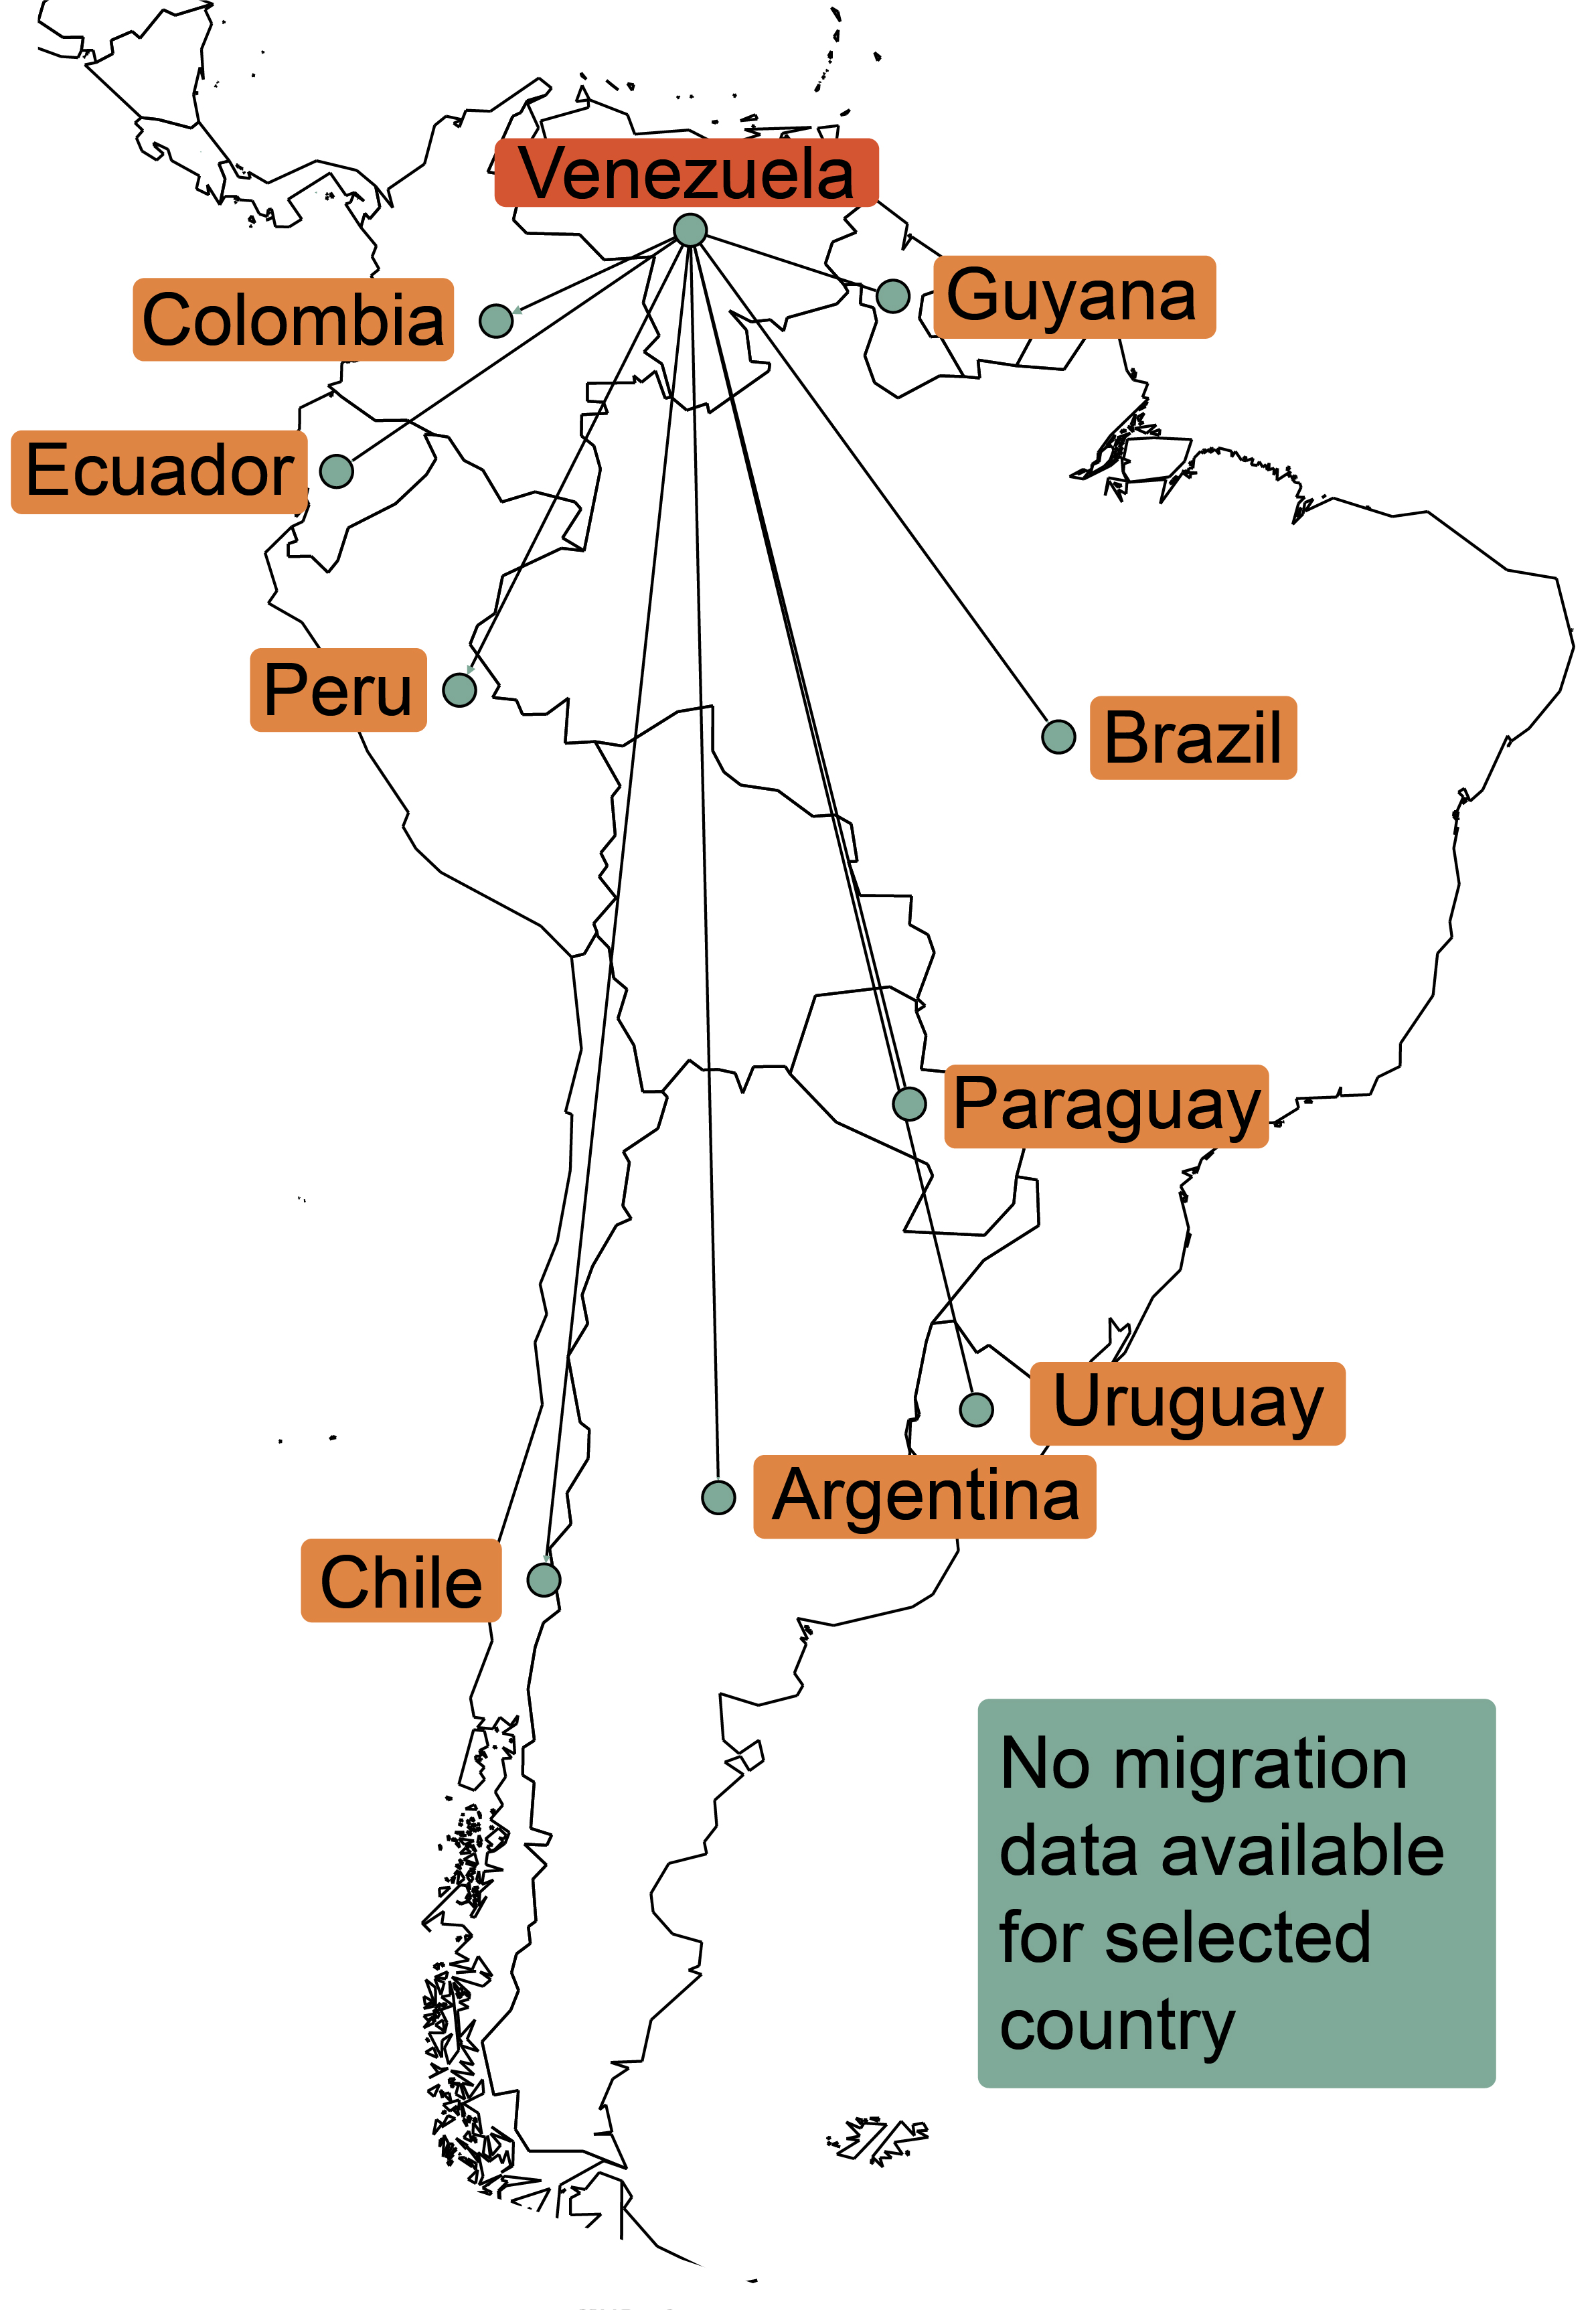 Venezuela
Guyana
Colombia
Ecuador
Peru
Brazil
Paraguay
Uruguay
Argentina
Chile
No migration
data available
for selected
country